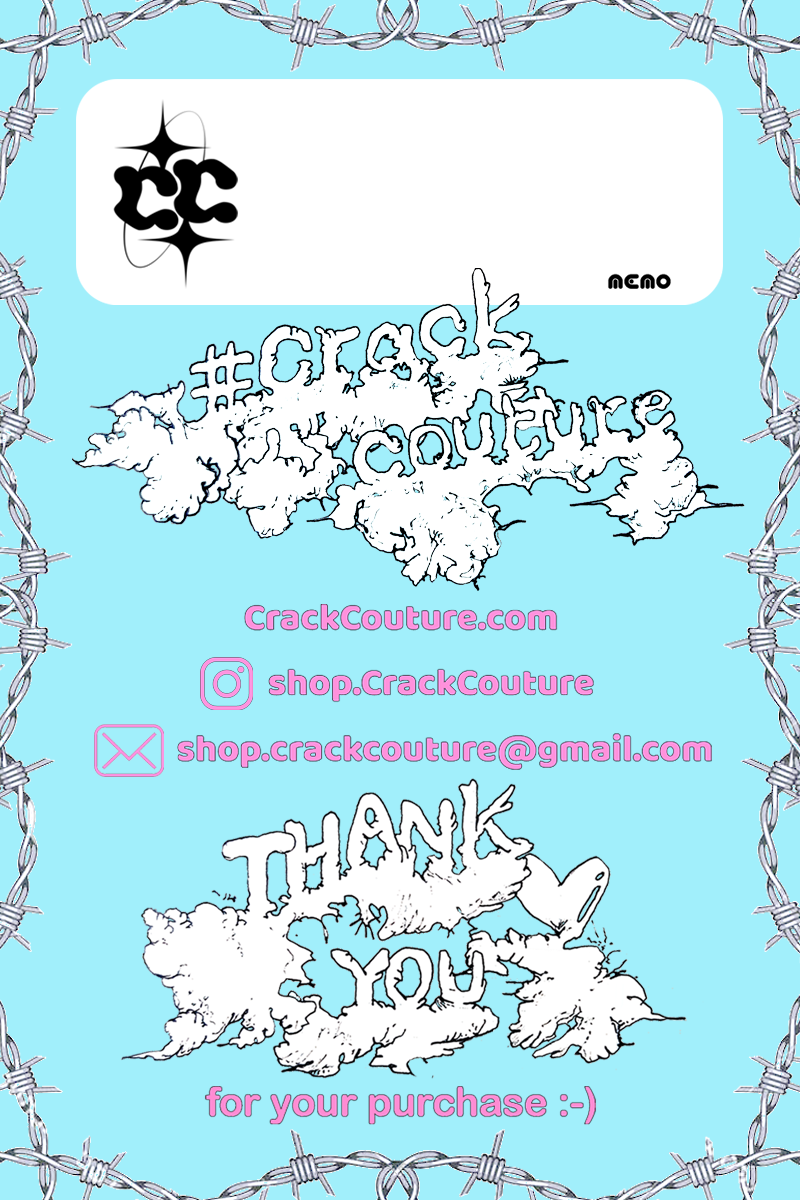 CC
MEMO
#crack
couture
CrackCouture.com
shop.CrackCouture
shop.crackcouture@gmail.com
THANK
YOU
for your purchase :-)